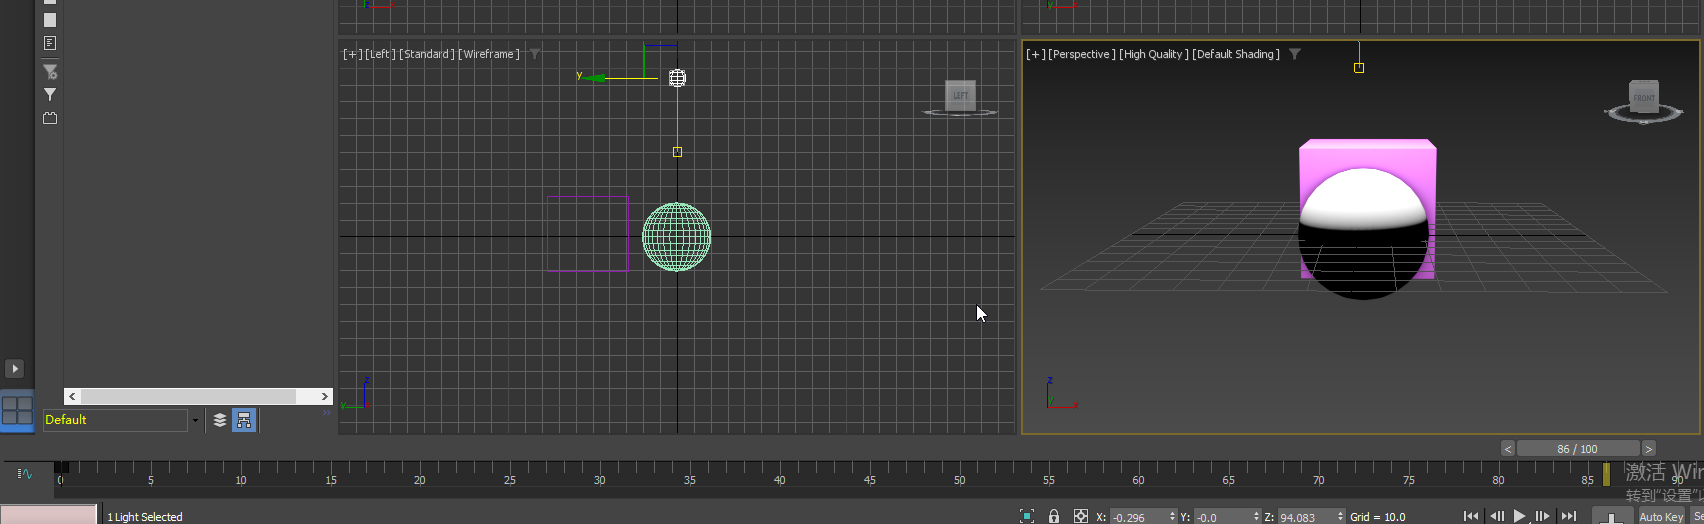 [+] [Left] [Standard] [Wireframe]
[+] [Perspective] [High Quality] [Default Shading]
y
LEFT
FRONT
z
y
z
y
x
Default
86 / 100
0 5 10 15 20 25 30 35 40 45 50 55 60 65 70 75 80 85 90
激活 Win
转到"设置"以
1 Light Selected
X: -0.296 Y: -0.0 Z: 94.083 Grid = 10.0
Auto Key Se